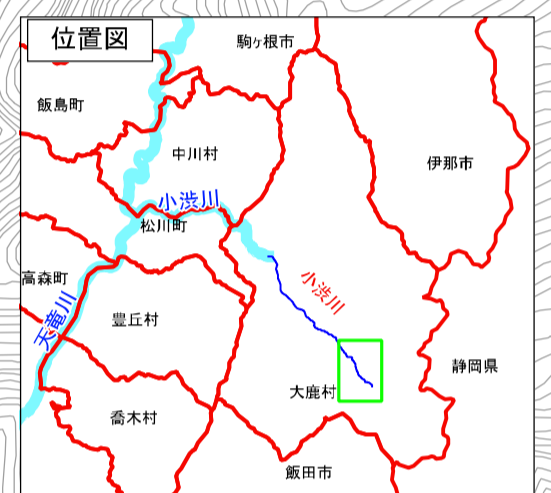 位置図
駒ヶ根市
飯島町
中川村
伊那市
小渋川
松川町
高森町
小渋川
天竜川
豊丘村
静岡県
大鹿村
喬木村
飯田市